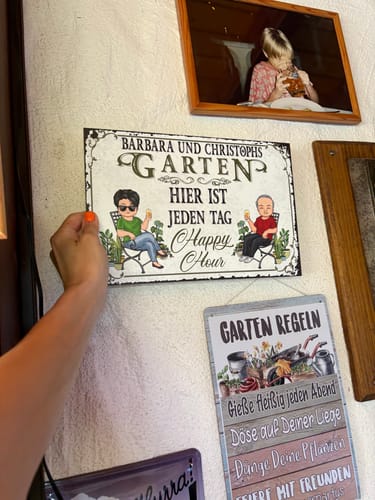 BARBARA UND CHRISTOPHS
GARTEN
HIER IST
JEDEN TAG
Happy
Hour
GARTEN REGELN
Gieße fleißig jeden Abend
Döse auf Deiner Liege
Dünge Deine Pflanzen
FEIERE MIT FREUNDEN